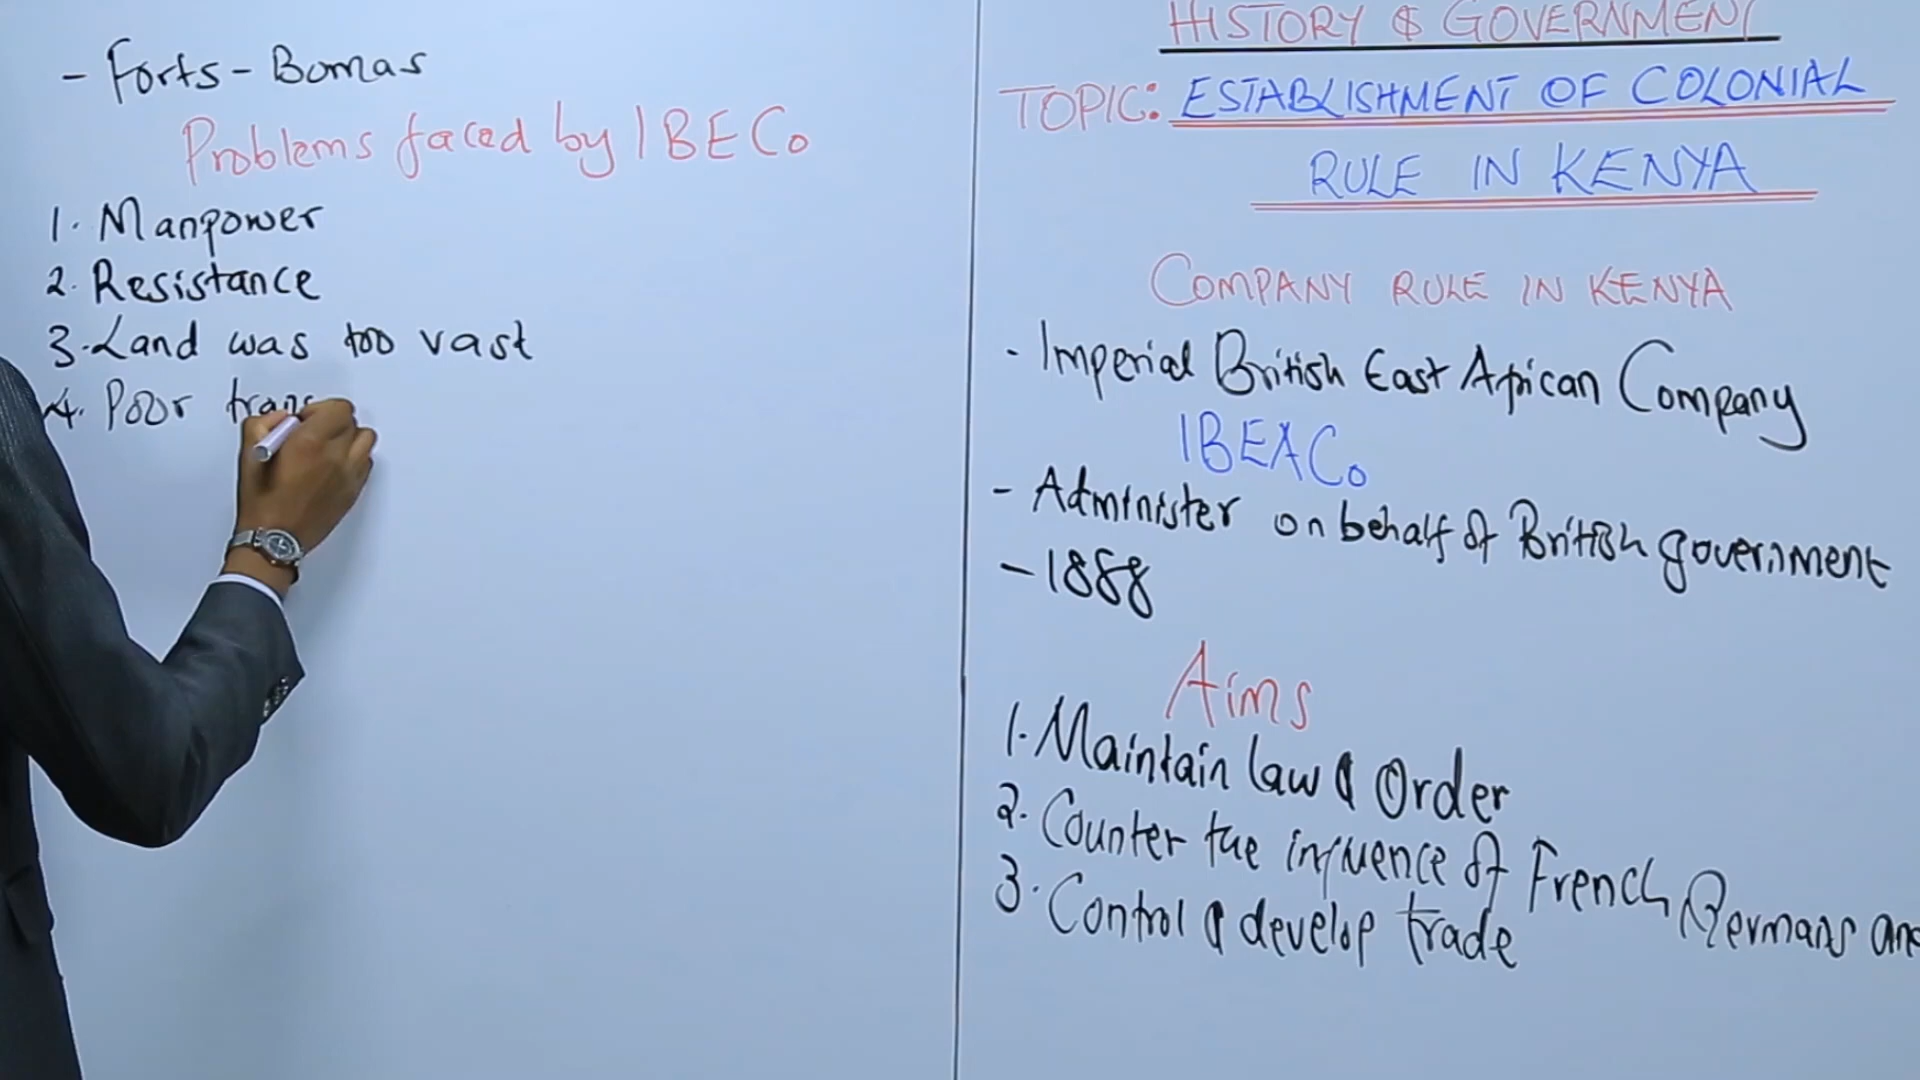 - Forts - Bomas
Problems faced by IBECo
1. Manpower
2. Resistance
3. Land was too vast
4. Poor trans
HISTORY & GOVERNMENT
TOPIC: ESTABLISHMENT OF COLONIAL
RULE IN KENYA
COMPANY RULE IN KENYA
- Imperial British East African Company
IBEACo
- Administer on behalf of British government
- 1888
Aims
1. Maintain law & Order
2. Counter the influence of French, Germans
3. Control & develop trade